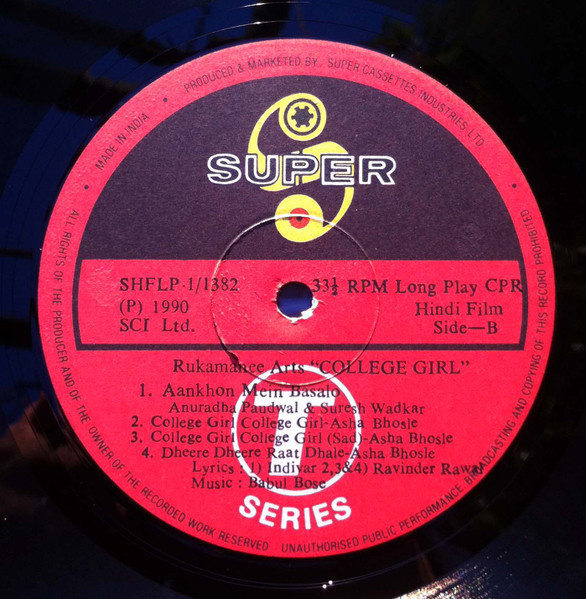 MADE IN INDIA • PRODUCED & MARKETED BY. SUPER CASSETTES INDUSTRIES LTD.
SUPER
SHFLP-1/1382 33⅓ RPM Long Play CPR
(P) 1990 Hindi Film
SCI Ltd. Side—B
Rukamanee Arts "COLLEGE GIRL"
1. Aankhon Mein Basalo
Anuradha Paudwal & Suresh Wadkar
2. College Girl College Girl-Asha Bhosle
3. College Girl College Girl (Sad)-Asha Bhosle
4. Dheere Dheere Raat Dhale-Asha Bhosle
Lyrics : 1) Indivar 2,3&4) Ravinder Rawal
Music : Babul Bose
T
SERIES
ALL RIGHTS OF THE PRODUCER AND OF THE OWNER OF THE RECORDED WORK RESERVED • UNAUTHORISED PUBLIC PERFORMANCE, BROADCASTING AND COPYING OF THIS RECORD PROHIBITED